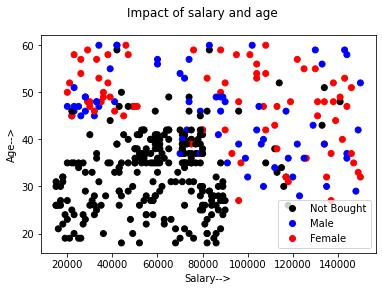 Impact of salary and age
60
50
40
30
20
Age-->
Not Bought
Male
Female
20000 40000 60000 80000 100000 120000 140000
Salary-->